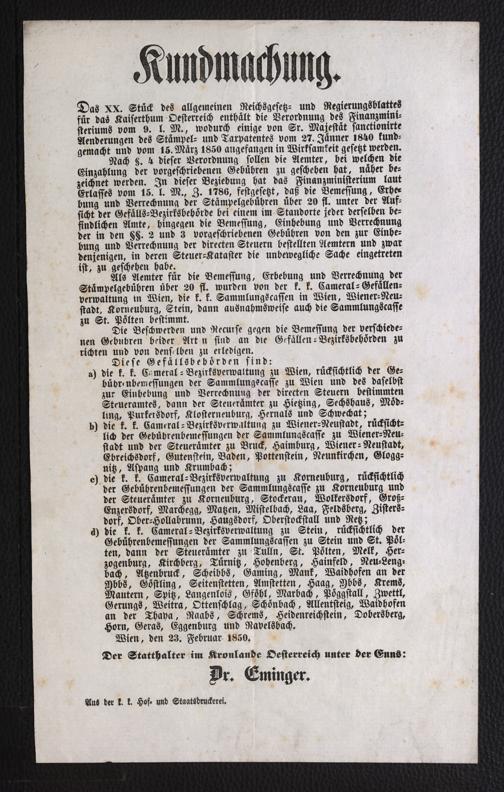 Kundmachung.
Das XX. Stück des allgemeinen Reichsgesetz- und Regierungsblattes
für das Kaiserthum Oesterreich enthält die Verordnung des Finanzmini-
steriums vom 9. l. M., wodurch einige von Sr. Majestät sanctionirte
Aenderungen des Stämpel- und Taxpatentes vom 27. Jänner 1840 kund-
gemacht und vom 15. März 1850 angefangen in Wirksamkeit gesetzt werden.
Nach §. 4 dieser Verordnung sollen die Aemter, bei welchen die
Einzahlung der vorgeschriebenen Gebühren zu geschehen hat, näher be-
zeichnet werden. In dieser Beziehung hat das Finanzministerium laut
Erlasses vom 15. l. M., Z. 1786, festgesetzt, daß die Bemessung, Erhe-
bung und Verrechnung der Stämpelgebühren über 20 fl. unter der Auf-
sicht der Gefälls-Bezirksbehörde bei einem im Standorte jeder derselben be-
findlichen Amte, hingegen die Bemessung, Einhebung und Verrechnung
der in den §§. 2 und 3 vorgeschriebenen Gebühren von den zur Einhe-
bung und Verrechnung der directen Steuern bestellten Aemtern und zwar
denjenigen, in deren Steuer-Kataster die unbewegliche Sache eingetreten
ist, zu geschehen habe.
Als Aemter für die Bemessung, Erhebung und Verrechnung der
Stämpelgebühren über 20 fl. wurden von der k. k. Cameral-Gefällen-
verwaltung in Wien, die k. k. Sammlungscassen in Wien, Wiener-Neu-
stadt, Korneuburg, Stein, dann ausnahmsweise auch die Sammlungscasse
zu St. Pölten bestimmt.
Die Beschwerden und Recurse gegen die Bemessung der verschiede-
nen Gebühren beider Art n sind an die Gefällen-Bezirksbehörden zu
richten und von denselben zu erledigen.
Diese Gefällsbehörden sind:
a) die k. k. Cameral-Bezirksverwaltung zu Wien, rücksichtlich der Ge-
bührenbemessungen der Sammlungscasse zu Wien und des daselbst
zur Einhebung und Verrechnung der directen Steuern bestimmten
Steueramtes, dann der Steuerämter zu Hietzing, Sechshaus, Möd-
ling, Purkersdorf, Klosterneuburg, Hernals und Schwechat;
b) die k. k. Cameral-Bezirksverwaltung zu Wiener-Neustadt, rücksicht-
lich der Gebührenbemessungen der Sammlungscasse zu Wiener-Neu-
stadt und der Steuerämter zu Bruck, Haimburg, Wiener-Neustadt,
Ebreichsdorf, Gutenstein, Baden, Pottenstein, Neunkirchen, Glogg-
nitz, Aspang und Krumbach;
c) die k. k. Cameral-Bezirksverwaltung zu Korneuburg, rücksichtlich
der Gebührenbemessungen der Sammlungscasse zu Korneuburg und
der Steuerämter zu Korneuburg, Stockerau, Wolkersdorf, Groß-
Enzersdorf, Marchegg, Matzen, Mistelbach, Laa, Feldsberg, Zisters-
dorf, Ober-Hollabrunn, Haugsdorf, Oberstockstall und Retz;
d) die k. k. Cameral-Bezirksverwaltung zu Stein, rücksichtlich der
Gebührenbemessungen der Sammlungscassen zu Stein und St. Pöl-
ten, dann der Steuerämter zu Tulln, St. Pölten, Melk, Her-
zogenburg, Kirchberg, Türnitz, Hohenberg, Hainfeld, Neu-Leng-
bach, Atzenbruck, Scheibbs, Gaming, Mank, Waidhofen an der
Ybbs, Göstling, Seitenstetten, Amstetten, Haag, Ybbs, Krems,
Mautern, Spitz, Langenlois, Gföhl, Marbach, Pöggstall, Zwettl,
Gerungs, Weitra, Ottenschlag, Schönbach, Allentsteig, Waidhofen
an der Thaya, Raabs, Schrems, Heidenreichstein, Dobersberg,
Horn, Geras, Eggenburg und Ravelsbach.
Wien, den 23. Februar 1850.
Der Statthalter im Kronlande Oesterreich unter der Enns:
Dr. Eminger.
Aus der k. k. Hof- und Staatsdruckerei.